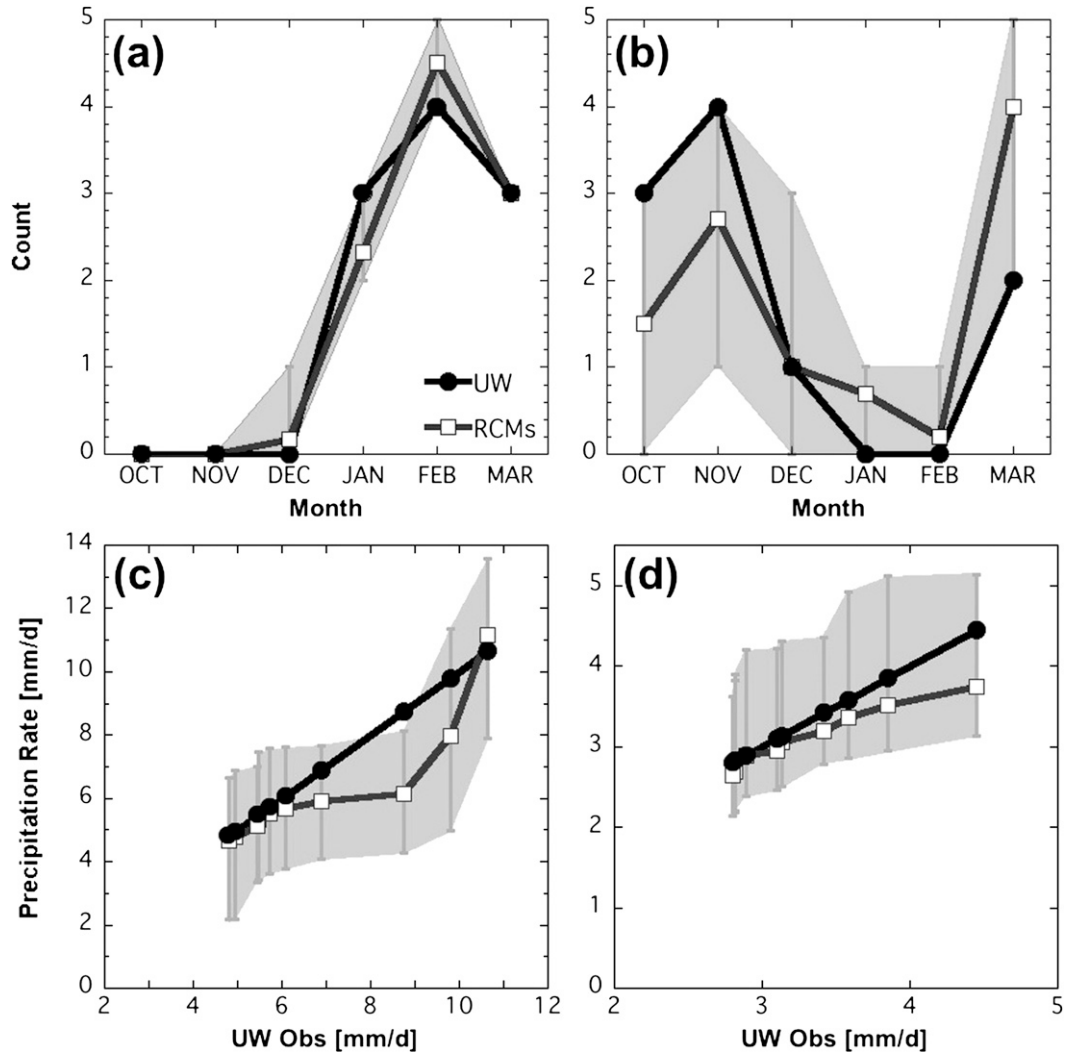 (a)
(b)
5
4
3
2
1
0
Count
UW
RCMs
OCT NOV DEC JAN FEB MAR
Month
5
4
3
2
1
0
OCT NOV DEC JAN FEB MAR
Month
(c)
(d)
14
12
10
8
6
4
2
0
Precipitation Rate [mm/d]
2 4 6 8 10 12
UW Obs [mm/d]
5
4
3
2
1
0
2 3 4 5
UW Obs [mm/d]